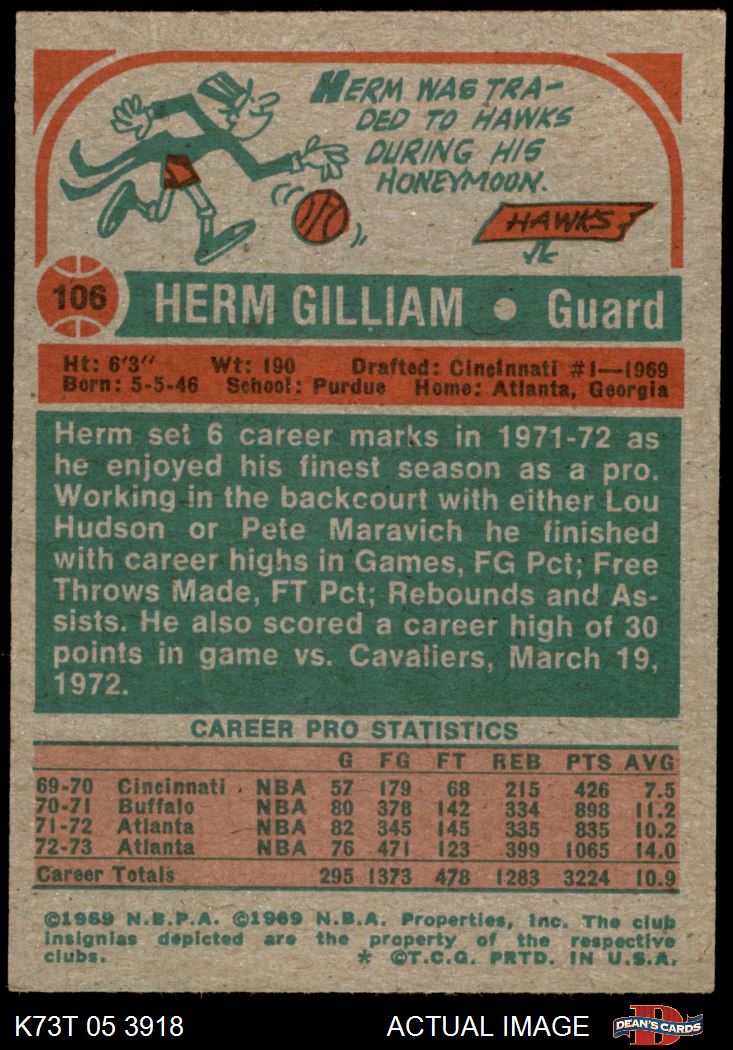 HERM WAS TRA-
DED TO HAWKS
DURING HIS
HONEYMOON.
HAWKS
106 HERM GILLIAM • Guard
Ht: 6'3" Wt: 190 Drafted: Cincinnati #1—1969
Born: 5-5-46 School: Purdue Home: Atlanta, Georgia
Herm set 6 career marks in 1971-72 as
he enjoyed his finest season as a pro.
Working in the backcourt with either Lou
Hudson or Pete Maravich he finished
with career highs in Games, FG Pct; Free
Throws Made, FT Pct; Rebounds and As-
sists. He also scored a career high of 30
points in game vs. Cavaliers, March 19,
1972.
CAREER PRO STATISTICS
G FG FT REB PTS AVG
69-70 Cincinnati NBA 57 179 68 215 426 7.5
70-71 Buffalo NBA 80 378 142 334 898 11.2
71-72 Atlanta NBA 82 345 145 335 835 10.2
72-73 Atlanta NBA 76 471 123 399 1065 14.0
Career Totals 295 1373 478 1283 3224 10.9
©1969 N.B.P.A. ©1969 N.B.A. Properties, Inc. The club
insignias depicted are the property of the respective
clubs. * ©T.C.G. PRTD. IN U.S.A.
K73T 05 3918 ACTUAL IMAGE D DEAN'S CARDS